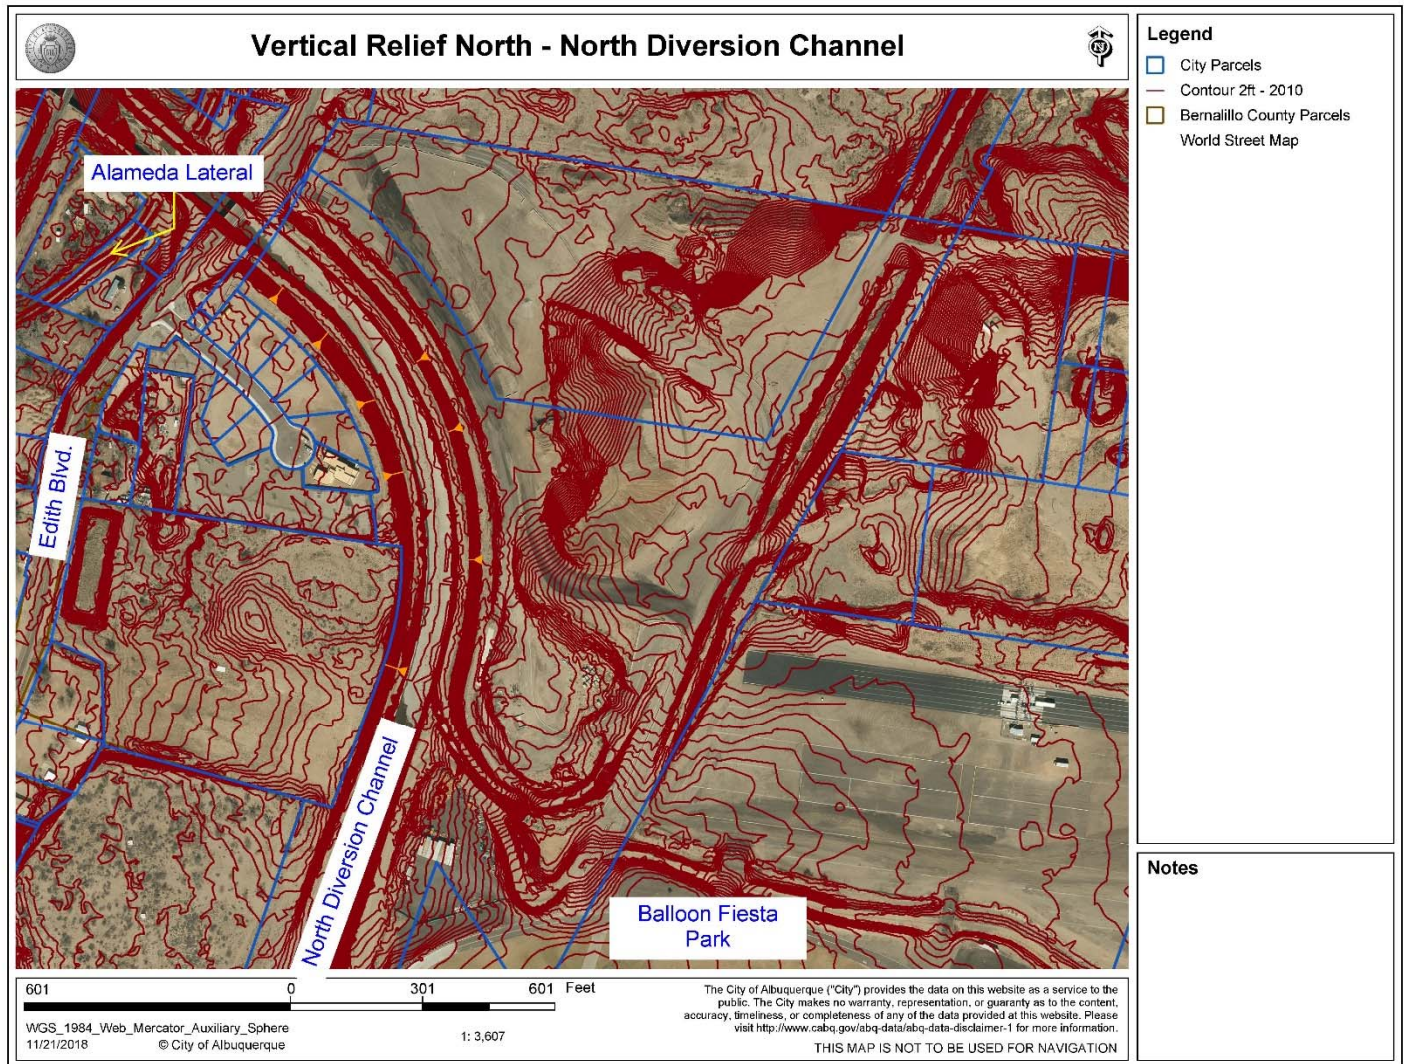 Vertical Relief North - North Diversion Channel
Legend
City Parcels
Contour 2ft - 2010
Bernalillo County Parcels
World Street Map
Alameda Lateral
Edith Blvd.
North Diversion Channel
Balloon Fiesta
Park
Notes
601 0 301 601 Feet
WGS_1984_Web_Mercator_Auxiliary_Sphere
11/21/2018 © City of Albuquerque
1: 3,607
The City of Albuquerque ("City") provides the data on this website as a service to the
public. The City makes no warranty, representation, or guaranty as to the content,
accuracy, timeliness, or completeness of any of the data provided at this website. Please
visit http://www.cabq.gov/abq-data/abq-data-disclaimer-1 for more information.
THIS MAP IS NOT TO BE USED FOR NAVIGATION